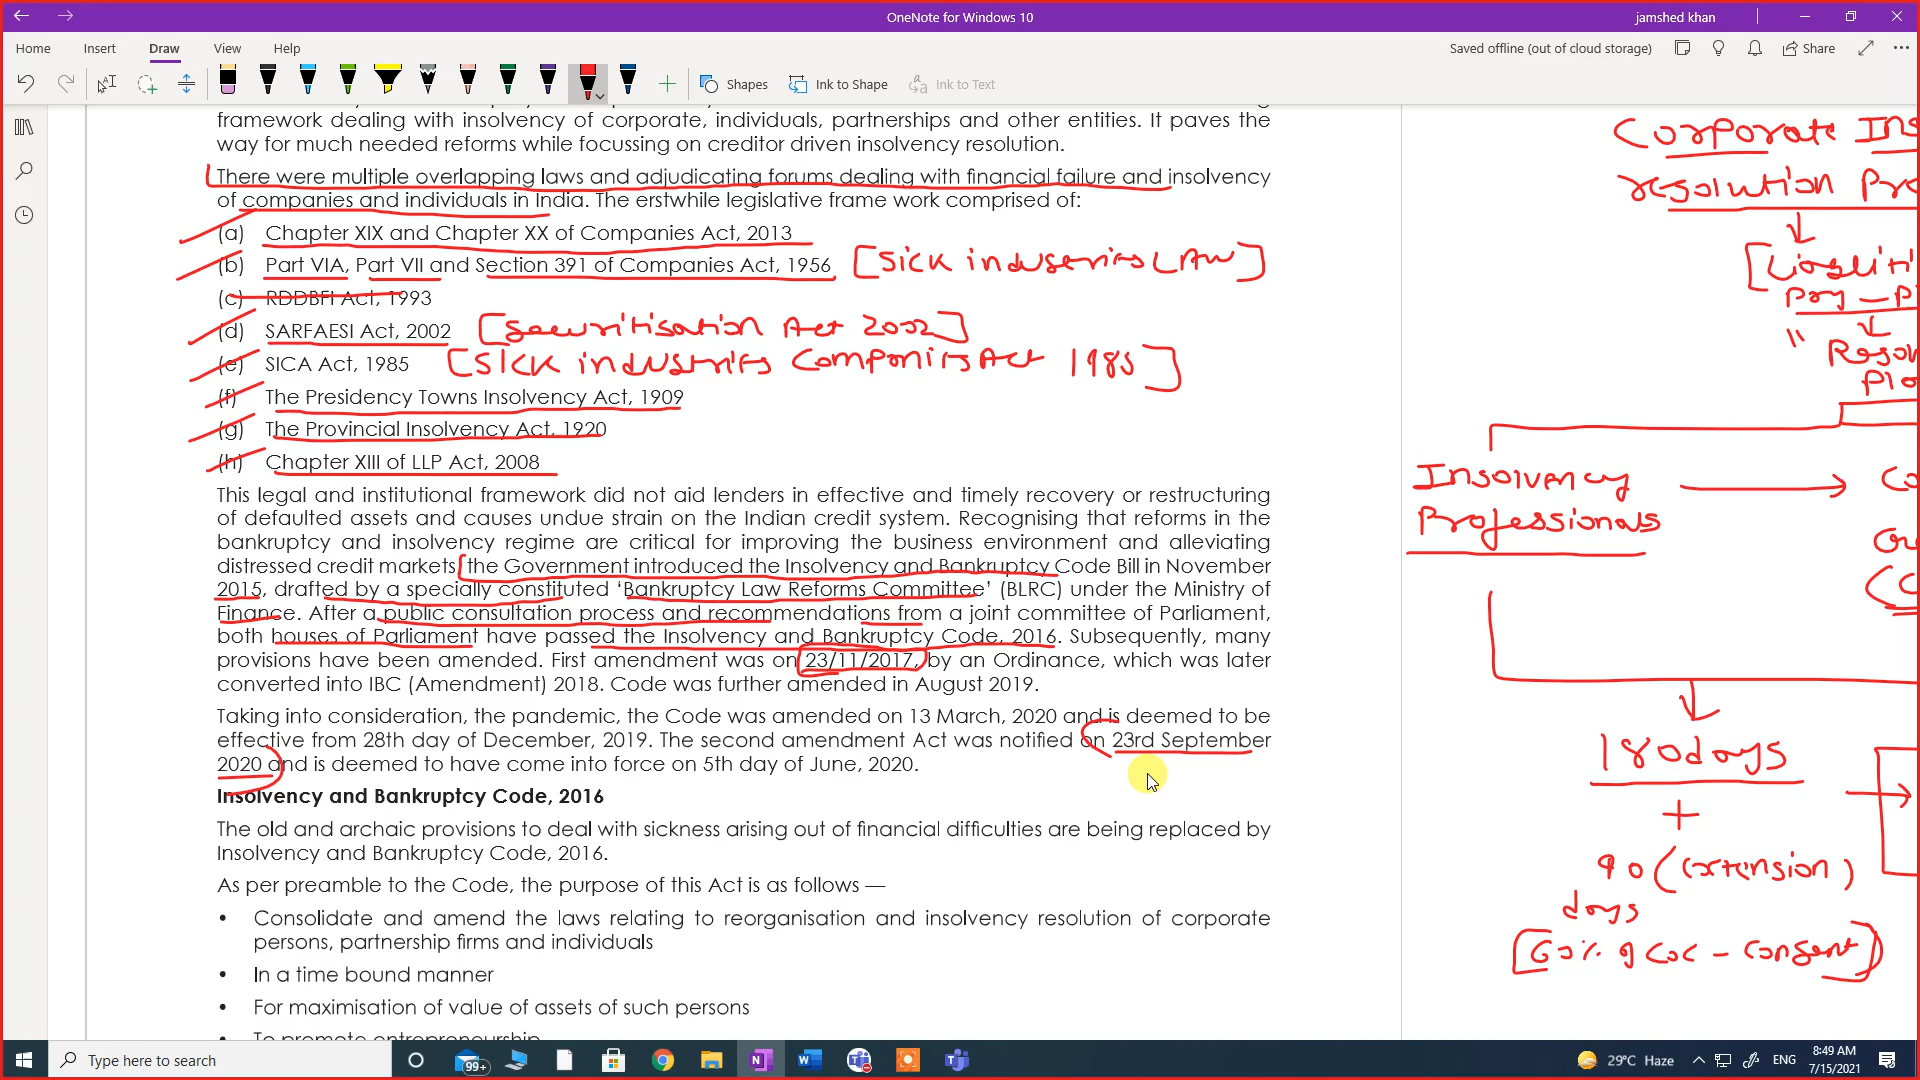 OneNote for Windows 10
jamshed khan
Home Insert Draw View Help
Saved offline (out of cloud storage)
Share
Shapes Ink to Shape Ink to Text
framework dealing with insolvency of corporate, individuals, partnerships and other entities. It paves the
way for much needed reforms while focussing on creditor driven insolvency resolution.
There were multiple overlapping laws and adjudicating forums dealing with financial failure and insolvency
of companies and individuals in India. The erstwhile legislative frame work comprised of:
(a) Chapter XIX and Chapter XX of Companies Act, 2013
(b) Part VIA, Part VII and Section 391 of Companies Act, 1956 [Sick industries LAW]
(c) RDDBFI Act, 1993
(d) SARFAESI Act, 2002 [Securitisation Act 2002]
(e) SICA Act, 1985 [SICK industries Companies Act 1985]
(f) The Presidency Towns Insolvency Act, 1909
(g) The Provincial Insolvency Act, 1920
(h) Chapter XIII of LLP Act, 2008
This legal and institutional framework did not aid lenders in effective and timely recovery or restructuring
of defaulted assets and causes undue strain on the Indian credit system. Recognising that reforms in the
bankruptcy and insolvency regime are critical for improving the business environment and alleviating
distressed credit markets, the Government introduced the Insolvency and Bankruptcy Code Bill in November
2015, drafted by a specially constituted ‘Bankruptcy Law Reforms Committee’ (BLRC) under the Ministry of
Finance. After a public consultation process and recommendations from a joint committee of Parliament,
both houses of Parliament have passed the Insolvency and Bankruptcy Code, 2016. Subsequently, many
provisions have been amended. First amendment was on 23/11/2017, by an Ordinance, which was later
converted into IBC (Amendment) 2018. Code was further amended in August 2019.
Taking into consideration, the pandemic, the Code was amended on 13 March, 2020 and is deemed to be
effective from 28th day of December, 2019. The second amendment Act was notified on 23rd September
2020 and is deemed to have come into force on 5th day of June, 2020.
Insolvency and Bankruptcy Code, 2016
The old and archaic provisions to deal with sickness arising out of financial difficulties are being replaced by
Insolvency and Bankruptcy Code, 2016.
As per preamble to the Code, the purpose of this Act is as follows —
• Consolidate and amend the laws relating to reorganisation and insolvency resolution of corporate
persons, partnership firms and individuals
• In a time bound manner
• For maximisation of value of assets of such persons
• To promote entrepreneurship
Corporate Ins
resolution Pro
Pay
Resol
Pla
Insolvency
Professionals
180 days
+
90 (extension)
days
[60% of COC - Consent]
Type here to search
99+
29°C Haze
ENG
8:49 AM
7/15/2021